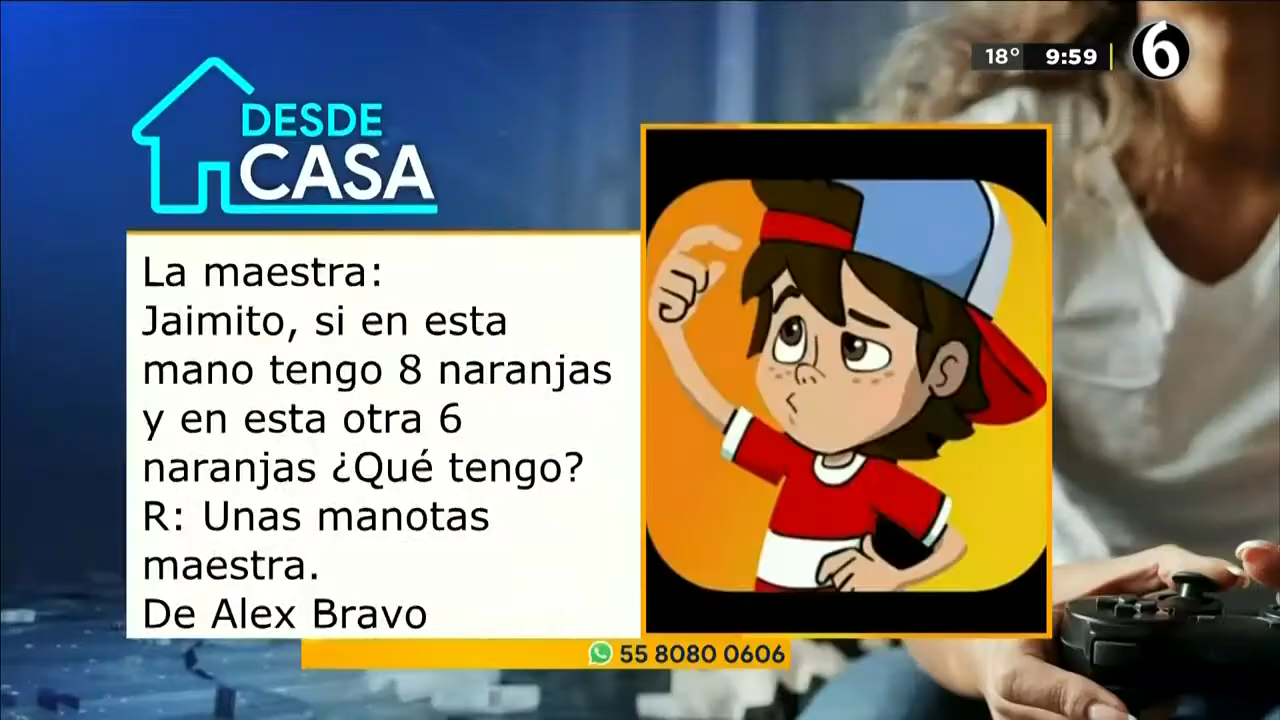 18° 9:59
6
DESDE
CASA
La maestra:
Jaimito, si en esta
mano tengo 8 naranjas
y en esta otra 6
naranjas ¿Qué tengo?
R: Unas manotas
maestra.
De Alex Bravo
55 8080 0606